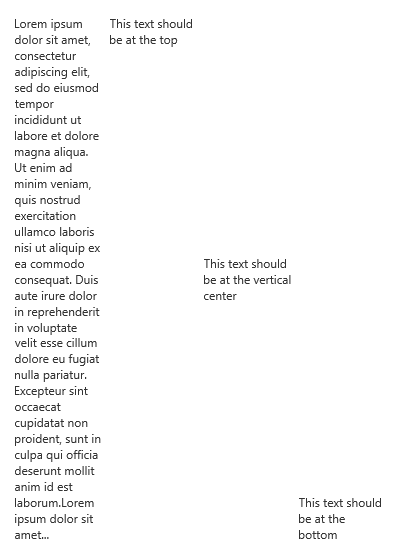 Lorem ipsum
dolor sit amet,
consectetur
adipiscing elit,
sed do eiusmod
tempor
incididunt ut
labore et dolore
magna aliqua.
Ut enim ad
minim veniam,
quis nostrud
exercitation
ullamco laboris
nisi ut aliquip ex
ea commodo
consequat. Duis
aute irure dolor
in reprehenderit
in voluptate
velit esse cillum
dolore eu fugiat
nulla pariatur.
Excepteur sint
occaecat
cupidatat non
proident, sunt in
culpa qui officia
deserunt mollit
anim id est
laborum.Lorem
ipsum dolor sit
amet...
This text should
be at the top
This text should
be at the vertical
center
This text should
be at the
bottom